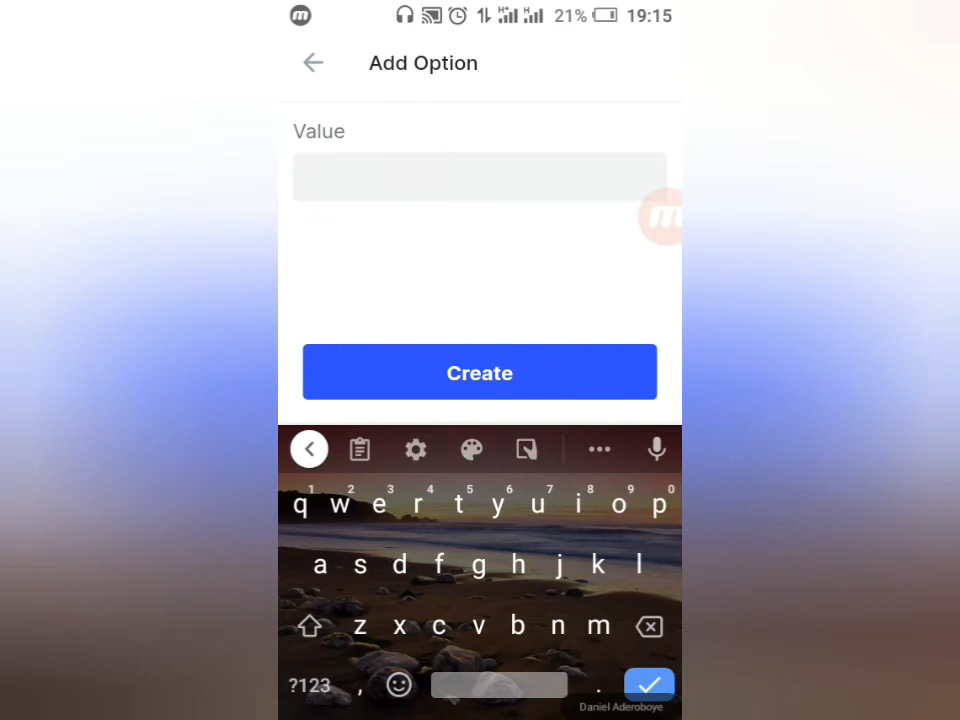 21% 19:15
Add Option
Value
Create
1 2 3 4 5 6 7 8 9 0
q w e r t y u i o p
a s d f g h j k l
z x c v b n m
?123 , .
Daniel Aderoboye